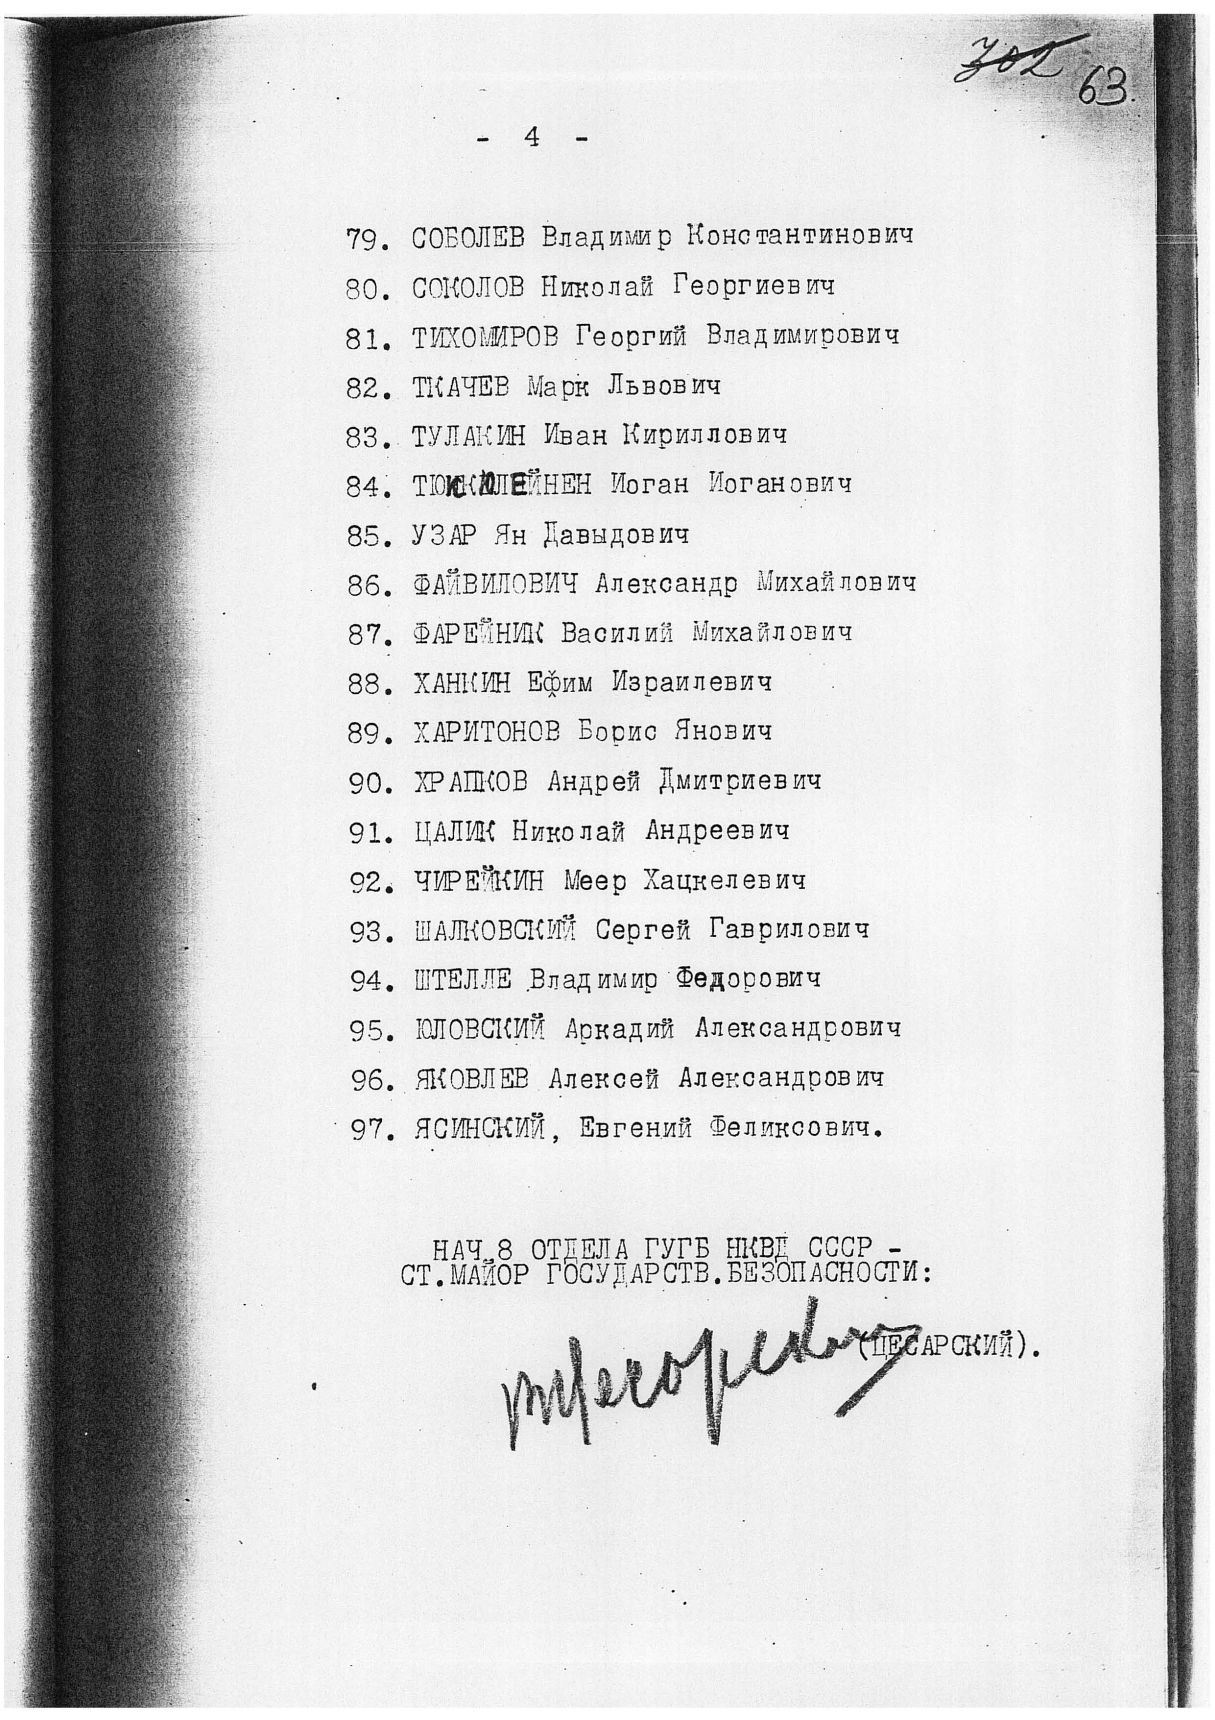 302
63.
- 4 -
79. СОБОЛЕВ Владимир Константинович
80. СОКОЛОВ Николай Георгиевич
81. ТИХОМИРОВ Георгий Владимирович
82. ТКАЧЕВ Марк Львович
83. ТУЛАКИН Иван Кириллович
84. Иоган Иоганович
85. УЗАР Ян Давыдович
86. ФАЙВИЛОВИЧ Александр Михайлович
87. ФАРЕЙНИК Василий Михайлович
88. ХАНКИН Ефим Израилевич
89. ХАРИТОНОВ Борис Янович
90. ХРАПКОВ Андрей Дмитриевич
91. ЦАЛИК Николай Андреевич
92. ЧИРЕЙКИН Меер Хацкелевич
93. ШАЛКОВСКИЙ Сергей Гаврилович
94. ШТЕЛЛЕ Владимир Федорович
95. ЮЛОВСКИЙ Аркадий Александрович
96. ЯКОВЛЕВ Алексей Александрович
97. ЯСИНСКИЙ, Евгений Феликсович.
НАЧ.8 ОТДЕЛА ГУГБ НКВД СССР -
СТ.МАЙОР ГОСУДАРСТВ.БЕЗОПАСНОСТИ:
(ЦЕСАРСКИЙ).